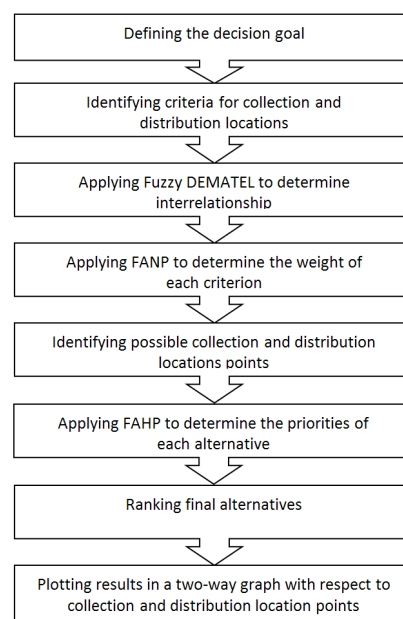 Defining the decision goal
Identifying criteria for collection and
distribution locations
Applying Fuzzy DEMATEL to determine
interrelationship
Applying FANP to determine the weight of
each criterion
Identifying possible collection and distribution
locations points
Applying FAHP to determine the priorities of
each alternative
Ranking final alternatives
Plotting results in a two-way graph with respect to
collection and distribution location points